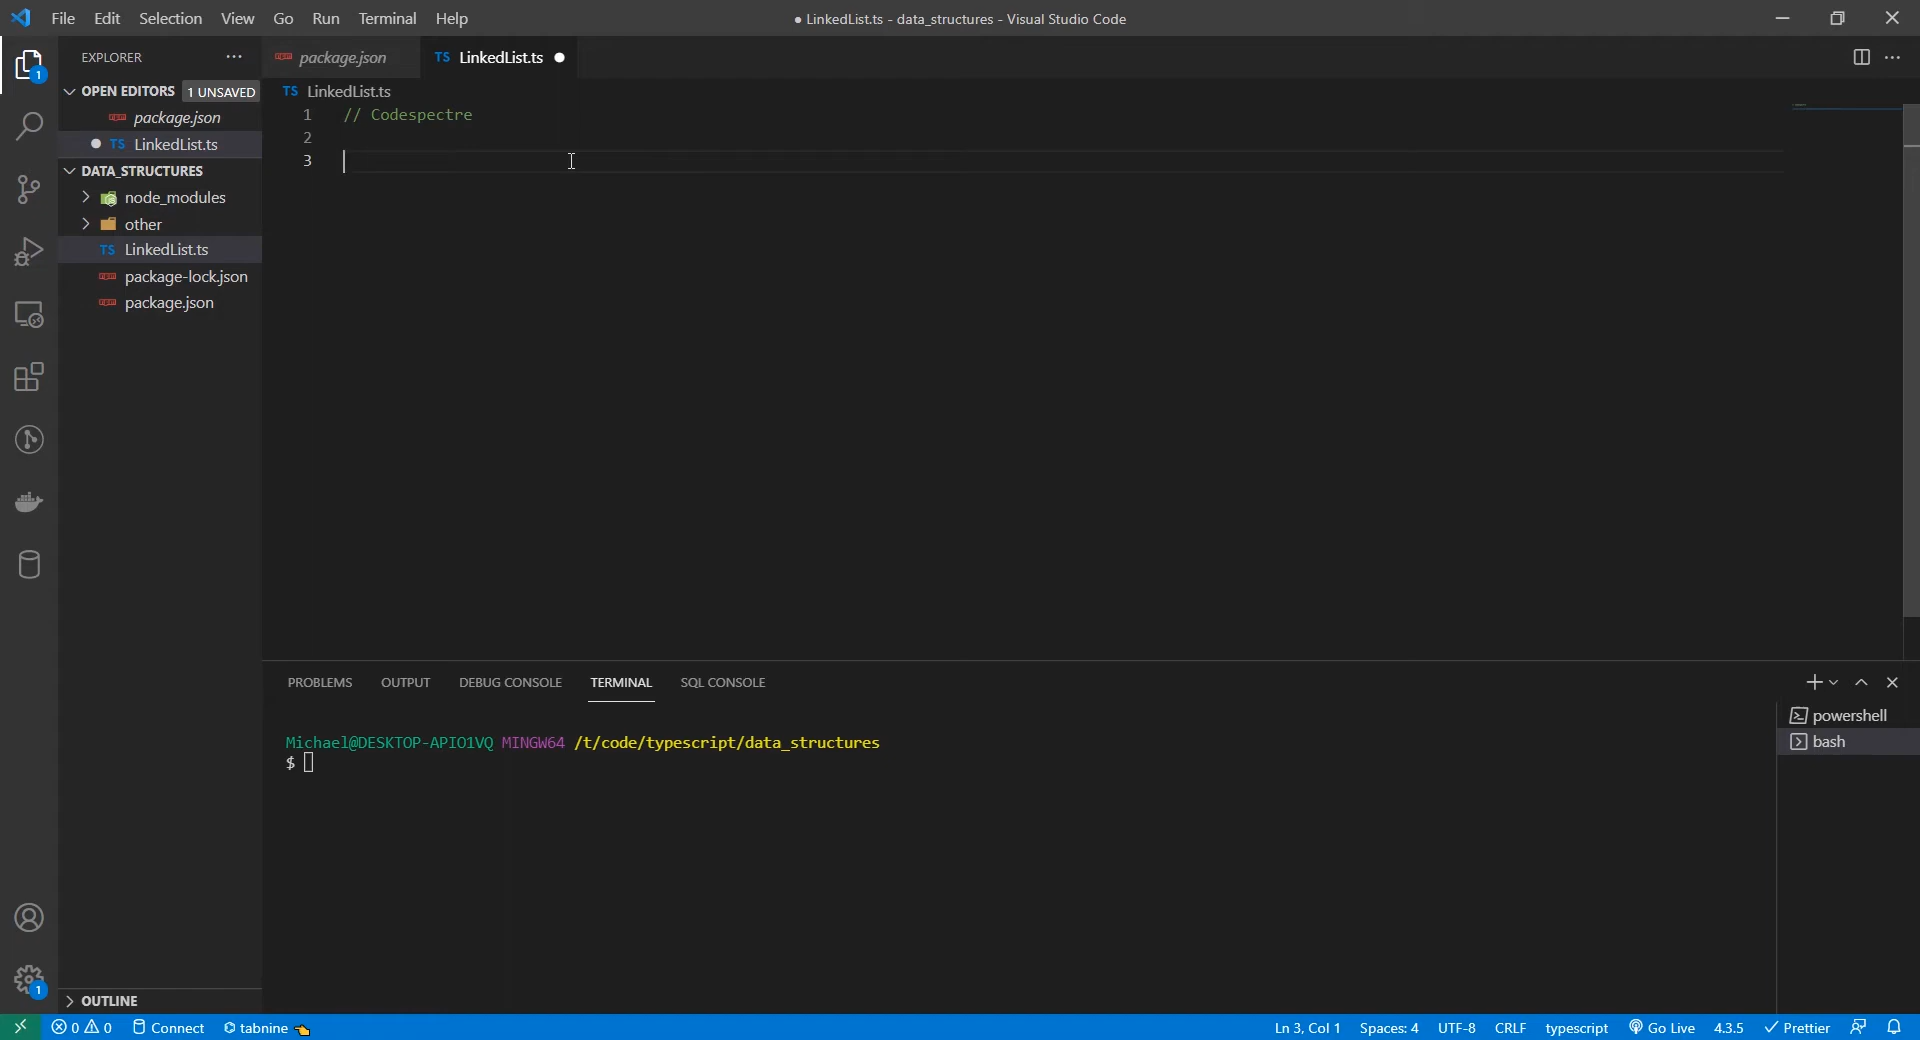 File Edit Selection View Go Run Terminal Help
● LinkedList.ts - data_structures - Visual Studio Code
EXPLORER
OPEN EDITORS 1 UNSAVED
package.json
TS LinkedList.ts
DATA_STRUCTURES
node_modules
other
TS LinkedList.ts
package-lock.json
package.json
OUTLINE
package.json TS LinkedList.ts
TS LinkedList.ts
1 // Codespectre
2
3
PROBLEMS OUTPUT DEBUG CONSOLE TERMINAL SQL CONSOLE
Michael@DESKTOP-APIO1VQ MINGW64 /t/code/typescript/data_structures
$
powershell
bash
1
1
0 0 Connect tabnine
Ln 3, Col 1 Spaces: 4 UTF-8 CRLF typescript Go Live 4.3.5 Prettier